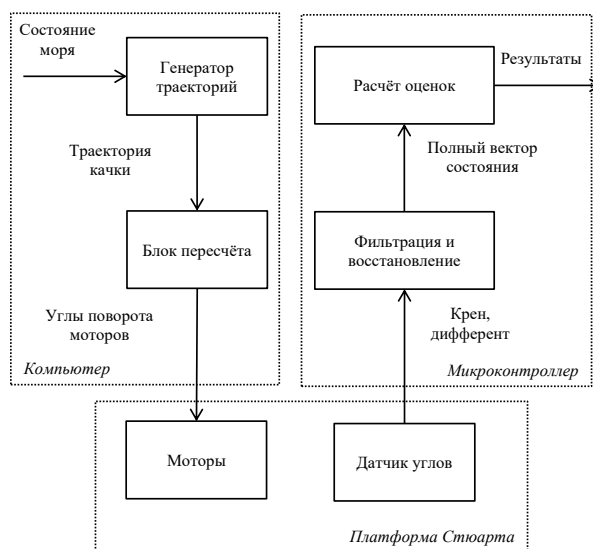 Состояние
моря
Генератор
траекторий
Траектория
качки
Блок пересчёта
Углы поворота
моторов
Компьютер
Результаты
Расчёт оценок
Полный вектор
состояния
Фильтрация и
восстановление
Крен,
дифферент
Микроконтроллер
Моторы
Датчик углов
Платформа Стюарта